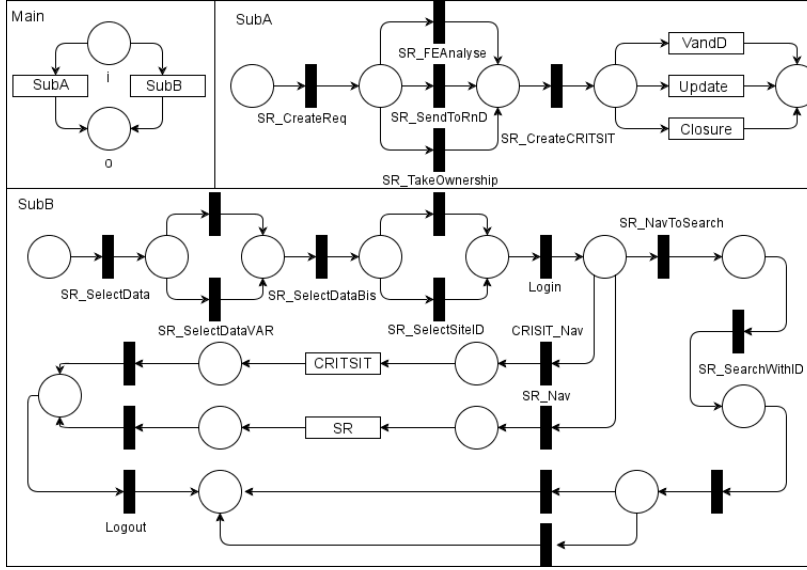 Main
SubA
SubB
i
o
SubA
SR_FEAnalyse
VandD
SR_CreateReq
SR_SendToRnD
SR_CreateCRITSIT
Update
Closure
SR_TakeOwnership
SubB
SR_NavToSearch
SR_SelectData
SR_SelectDataBis
Login
SR_SelectDataVAR
SR_SelectSiteID
CRISIT_Nav
CRITSIT
SR_SearchWithID
SR_Nav
SR
Logout